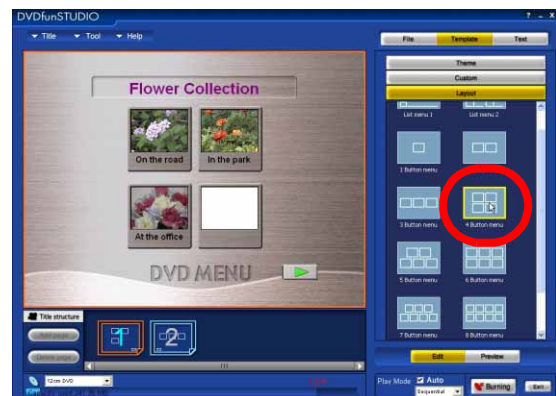 DVDfunSTUDIO
? - x
Title Tool Help
File Template Text
Theme
Custom
Layout
Flower Collection
On the road In the park
At the office
DVD MENU
List menu 1 List menu 2
1 Button menu
3 Button menu 4 Button menu
5 Button menu 6 Button menu
7 Button menu 8 Button menu
Title structure
Add page
Delete page
1 2
Edit Preview
12cm DVD
Play Mode Auto
Sequential
Burning
Exit